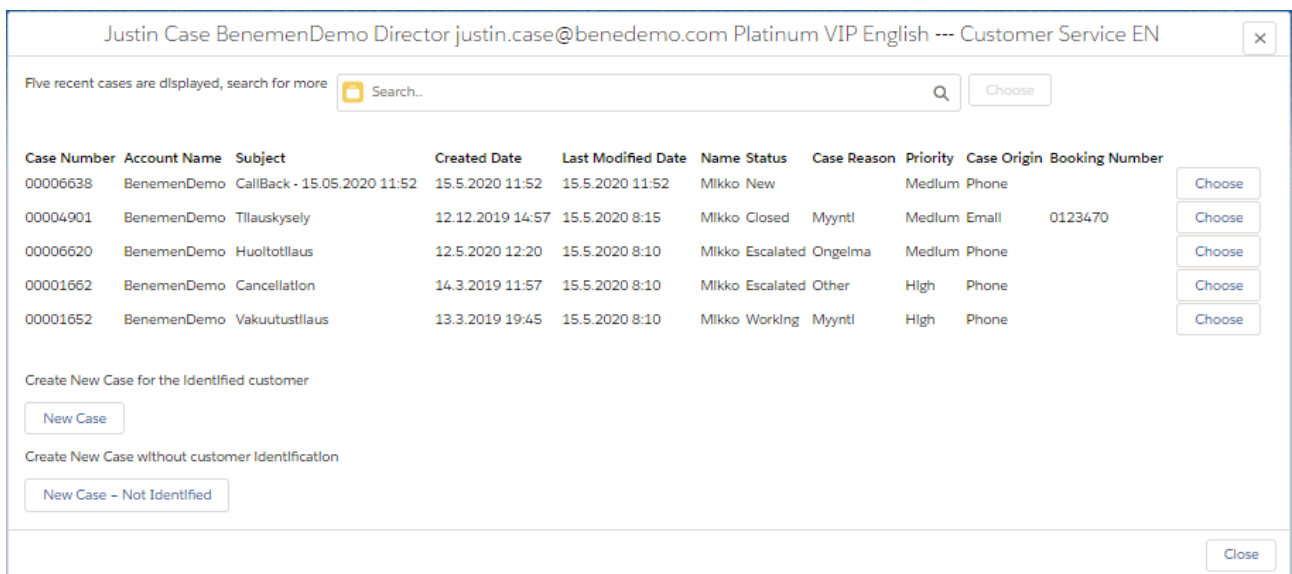 Justin Case BenemenDemo Director justin.case@benedemo.com Platinum VIP English --- Customer Service EN
Five recent cases are displayed, search for more Search.. Choose
Case Number Account Name Subject Created Date Last Modified Date Name Status Case Reason Priority Case Origin Booking Number
00006638 BenemenDemo CallBack - 15.05.2020 11:52 15.5.2020 11:52 15.5.2020 11:52 Mikko New Medium Phone Choose
00004901 BenemenDemo Tilauskysely 12.12.2019 14:57 15.5.2020 8:15 Mikko Closed Myynti Medium Email 0123470 Choose
00006620 BenemenDemo Huoltotilaus 12.5.2020 12:20 15.5.2020 8:10 Mikko Escalated Ongelma Medium Phone Choose
00001662 BenemenDemo Cancellation 14.3.2019 11:57 15.5.2020 8:10 Mikko Escalated Other High Phone Choose
00001652 BenemenDemo Vakuutustilaus 13.3.2019 19:45 15.5.2020 8:10 Mikko Working Myynti High Phone Choose
Create New Case for the Identified customer
New Case
Create New Case without customer Identification
New Case – Not Identified
Close